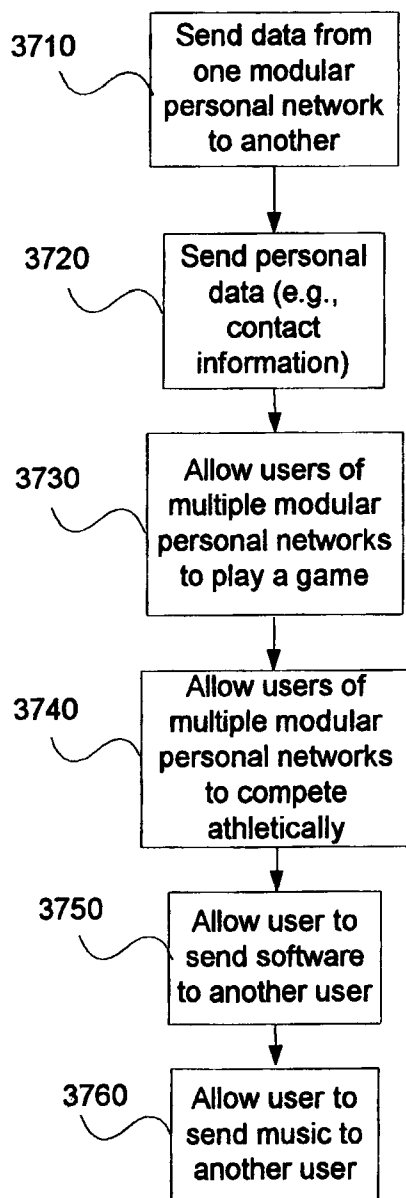 3710
Send data from
one modular
personal network
to another
3720
Send personal
data (e.g.,
contact
information)
3730
Allow users of
multiple modular
personal networks
to play a game
3740
Allow users of
multiple modular
personal networks
to compete
athletically
3750
Allow user to
send software
to another user
3760
Allow user to
send music to
another user